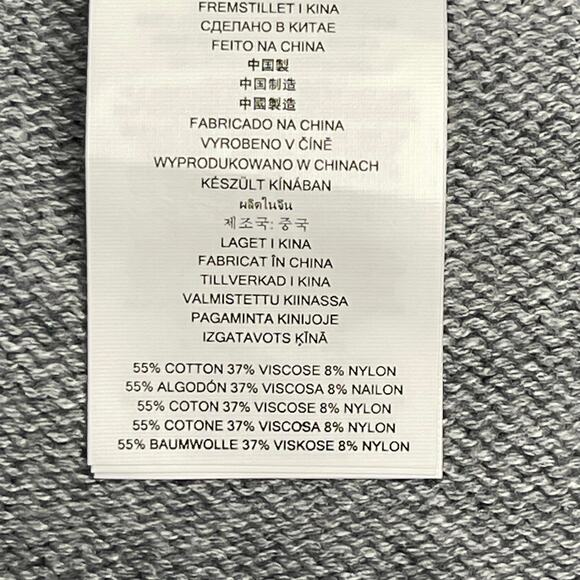 FREMSTILLET I KINA
СДЕЛАНО В КИТАЕ
FEITO NA CHINA
中国製
中国制造
中國製造
FABRICADO NA CHINA
VYROBENO V ČÍNĚ
WYPRODUKOWANO W CHINACH
KÉSZÜLT KÍNÁBAN
ผลิตในจีน
제조국: 중국
LAGET I KINA
FABRICAT ÎN CHINA
TILLVERKAD I KINA
VALMISTETTU KIINASSA
PAGAMINTA KINIJOJE
IZGATAVOTS ĶĪNĀ
55% COTTON 37% VISCOSE 8% NYLON
55% ALGODÓN 37% VISCOSA 8% NAILON
55% COTON 37% VISCOSE 8% NYLON
55% COTONE 37% VISCOSA 8% NYLON
55% BAUMWOLLE 37% VISKOSE 8% NYLON